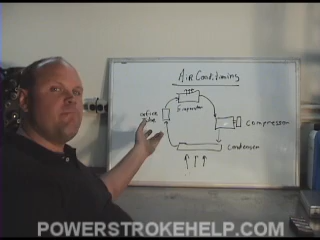 Air Conditioning
Evaporator
orifice
tube
Compressor
Condenser
POWERSTROKEHELP.COM